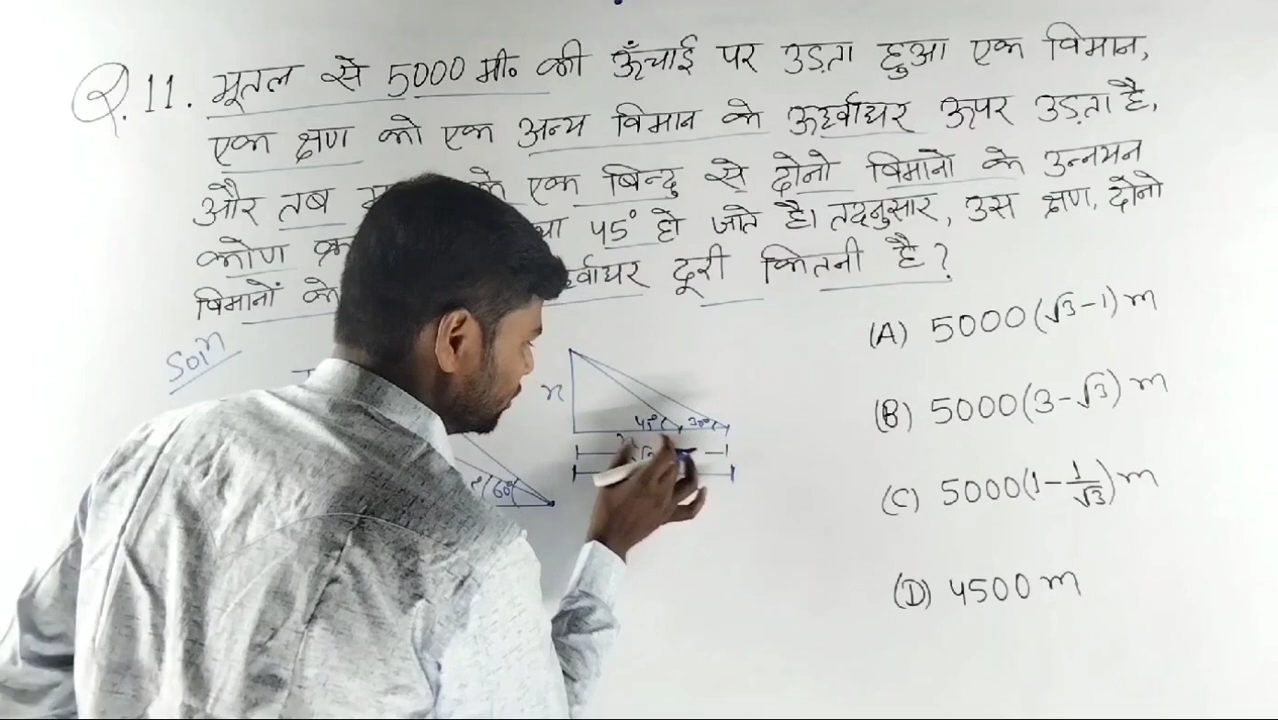 Q.11. भूतल से 5000 मी० की ऊँचाई पर उड़ता हुआ एक विमान,
एक क्षण को एक अन्य विमान के ऊर्ध्वाधर ऊपर उड़ता है,
और तब के एक बिन्दु से दोनो विमानो के उन्नयन
कोण 45° हो जाते है। तदनुसार, उस क्षण, दोनो
विमानों के दूरी कितनी है?
(A) 5000(√3-1) m
(B) 5000(3-√3) m
(C) 5000(1-1/√3) m
(D) 4500 m
Solⁿ
45° 30°
60°